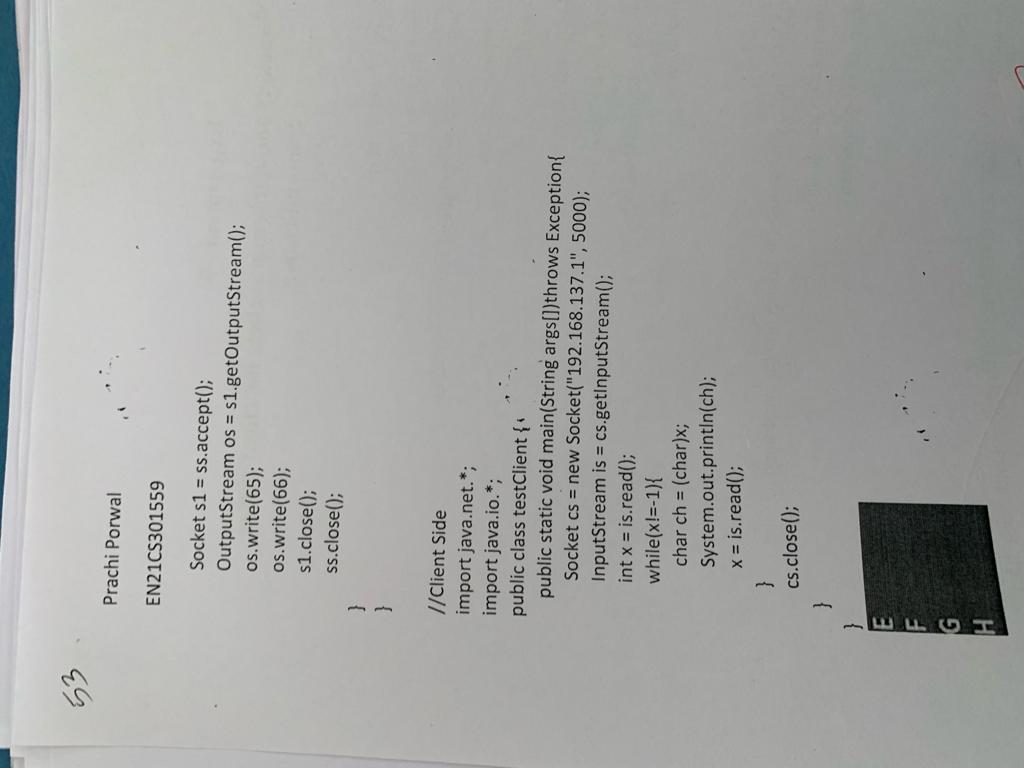 53
Prachi Porwal
EN21CS301559
Socket s1 = ss.accept();
OutputStream os = s1.getOutputStream();
os.write(65);
os.write(66);
s1.close();
ss.close();
}
}
//Client Side
import java.net.*;
import java.io.*;
public class testClient {
public static void main(String args[])throws Exception{
Socket cs = new Socket("192.168.137.1", 5000);
InputStream is = cs.getInputStream();
int x = is.read();
while(x!=-1){
char ch = (char)x;
System.out.println(ch);
x = is.read();
}
cs.close();
}
}
E
F
G
H